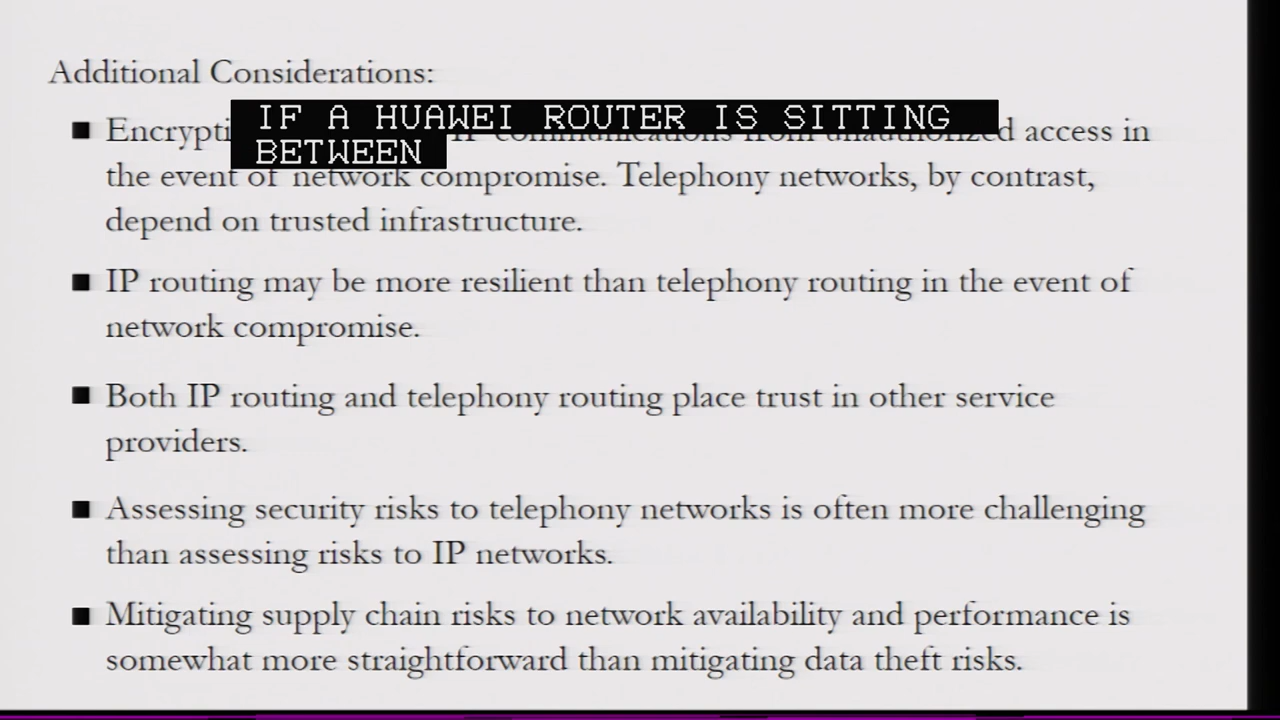 Additional Considerations:
IF A HUAWEI ROUTER IS SITTING
BETWEEN
■ Encrypti IP communications from unauthorized access in
the event of network compromise. Telephony networks, by contrast,
depend on trusted infrastructure.
■ IP routing may be more resilient than telephony routing in the event of
network compromise.
■ Both IP routing and telephony routing place trust in other service
providers.
■ Assessing security risks to telephony networks is often more challenging
than assessing risks to IP networks.
■ Mitigating supply chain risks to network availability and performance is
somewhat more straightforward than mitigating data theft risks.